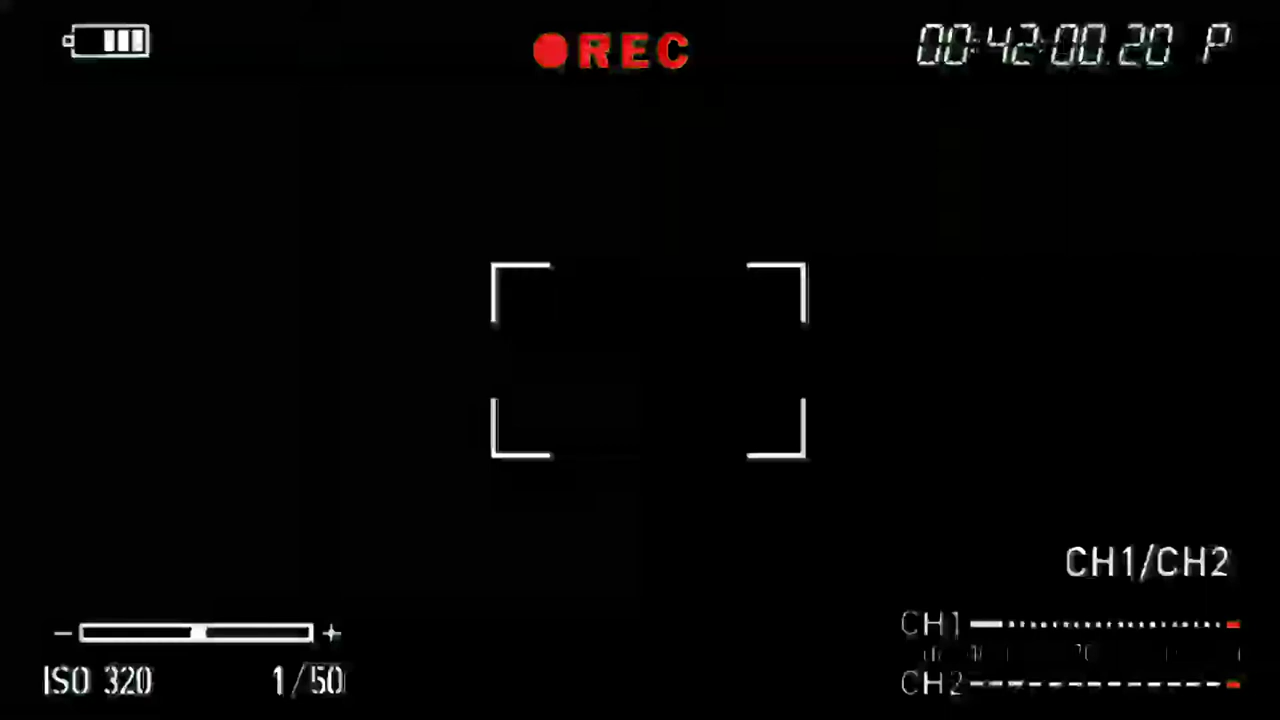 REC
00:42:00.20 P
CH1/CH2
CH1
CH2
− +
ISO 320 1/50